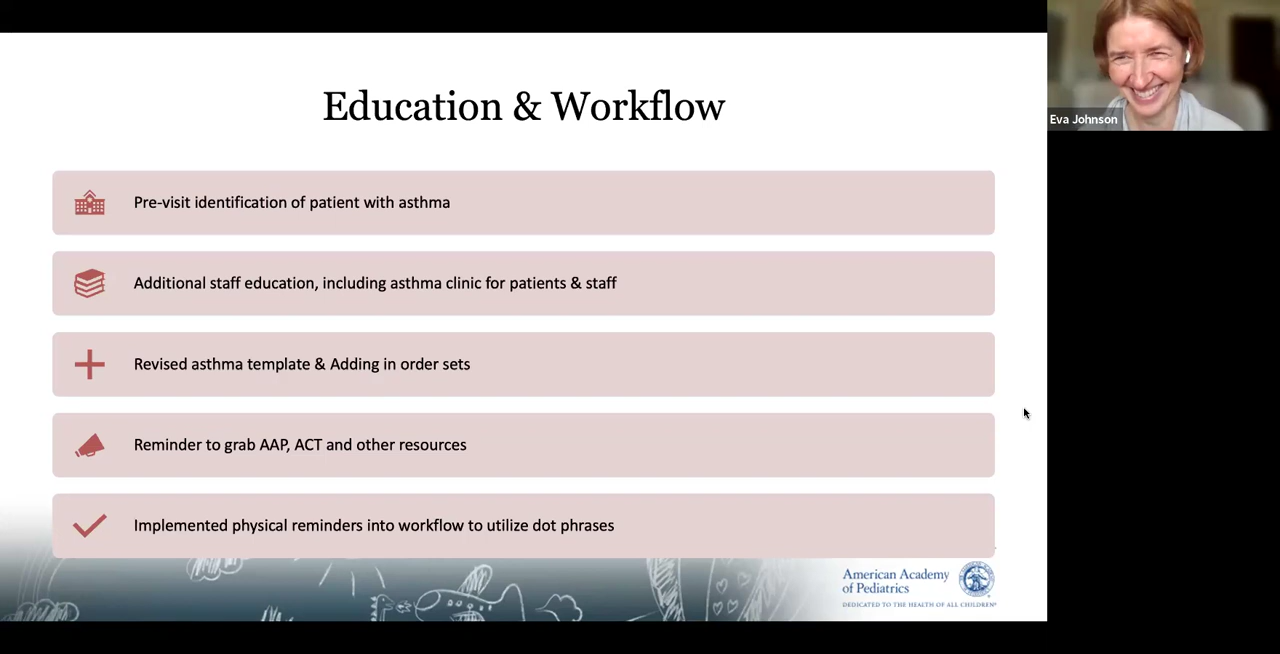 Education & Workflow
Eva Johnson
Pre-visit identification of patient with asthma
Additional staff education, including asthma clinic for patients & staff
Revised asthma template & Adding in order sets
Reminder to grab AAP, ACT and other resources
Implemented physical reminders into workflow to utilize dot phrases
American Academy
of Pediatrics
DEDICATED TO THE HEALTH OF ALL CHILDREN®